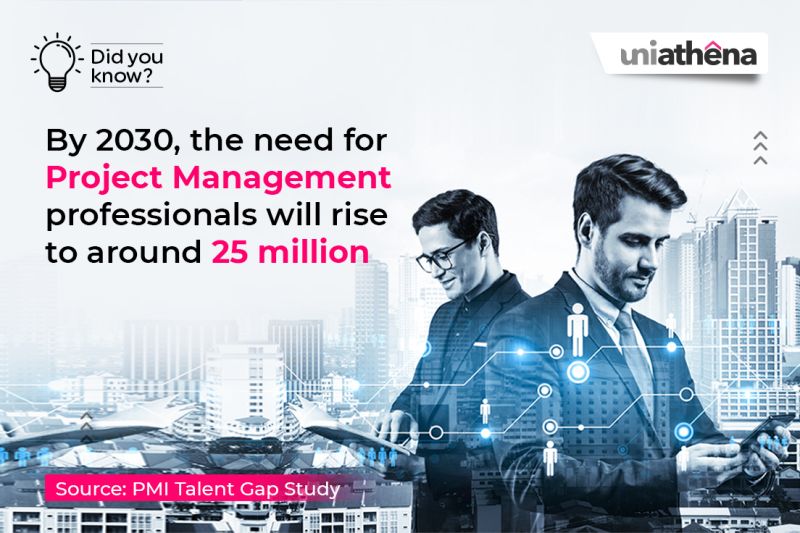 Did you
know?
uniathena
By 2030, the need for
Project Management
professionals will rise
to around 25 million
Source: PMI Talent Gap Study